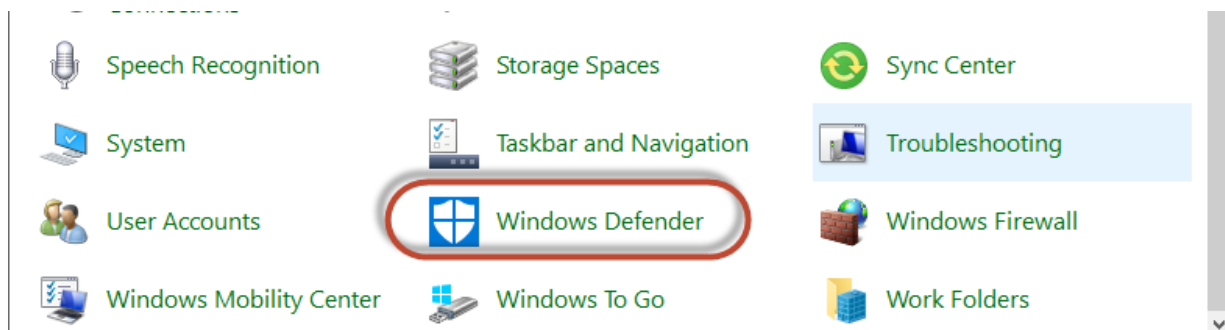 Speech Recognition
Storage Spaces
Sync Center
System
Taskbar and Navigation
Troubleshooting
User Accounts
Windows Defender
Windows Firewall
Windows Mobility Center
Windows To Go
Work Folders